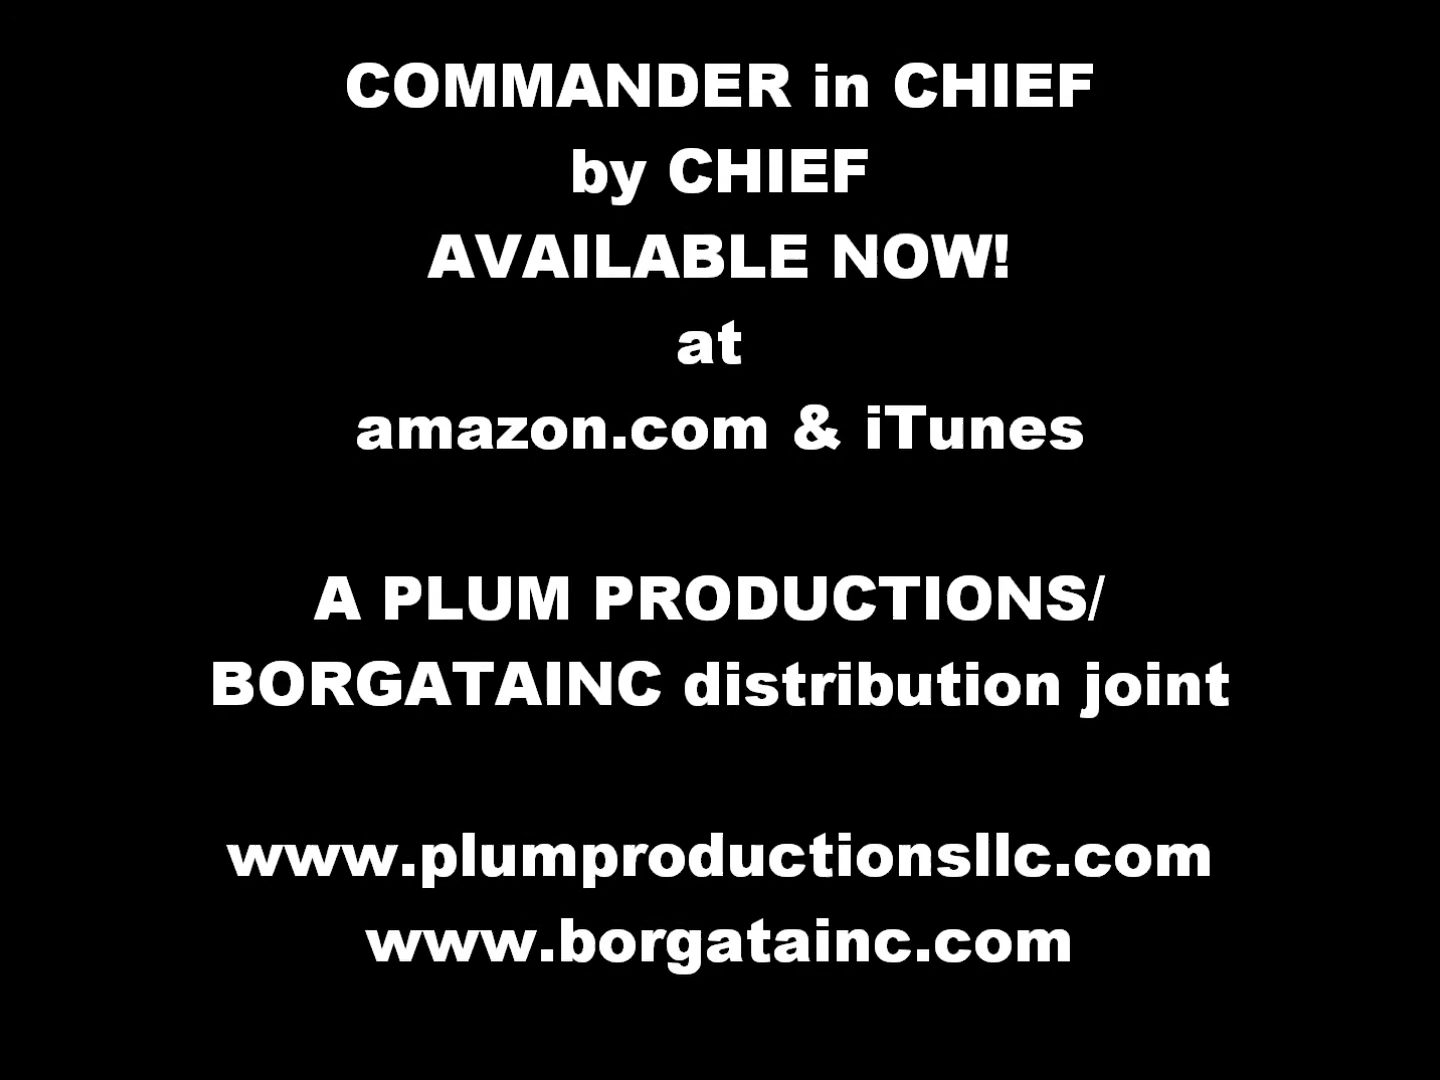 COMMANDER in CHIEF
by CHIEF
AVAILABLE NOW!
at
amazon.com & iTunes
A PLUM PRODUCTIONS/
BORGATAINC distribution joint
www.plumproductionsllc.com
www.borgatainc.com